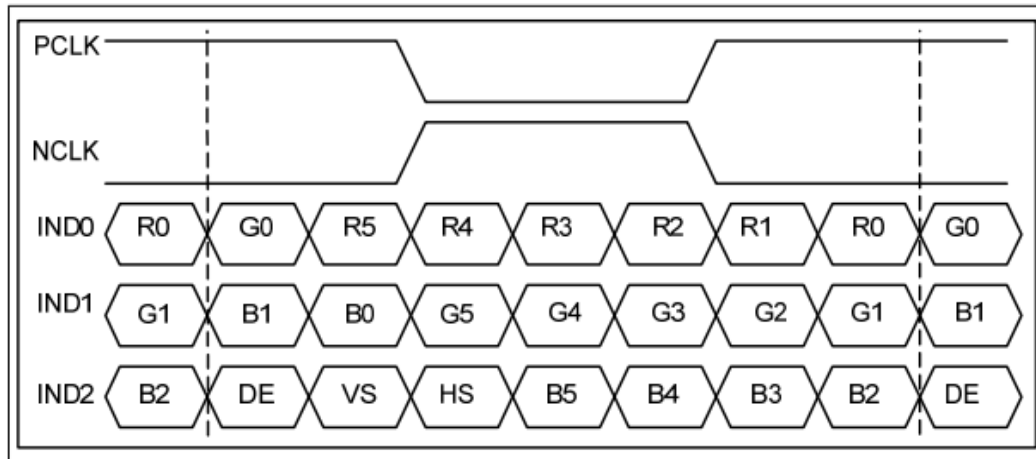 PCLK
NCLK
IND0 R0 G0 R5 R4 R3 R2 R1 R0 G0
IND1 G1 B1 B0 G5 G4 G3 G2 G1 B1
IND2 B2 DE VS HS B5 B4 B3 B2 DE